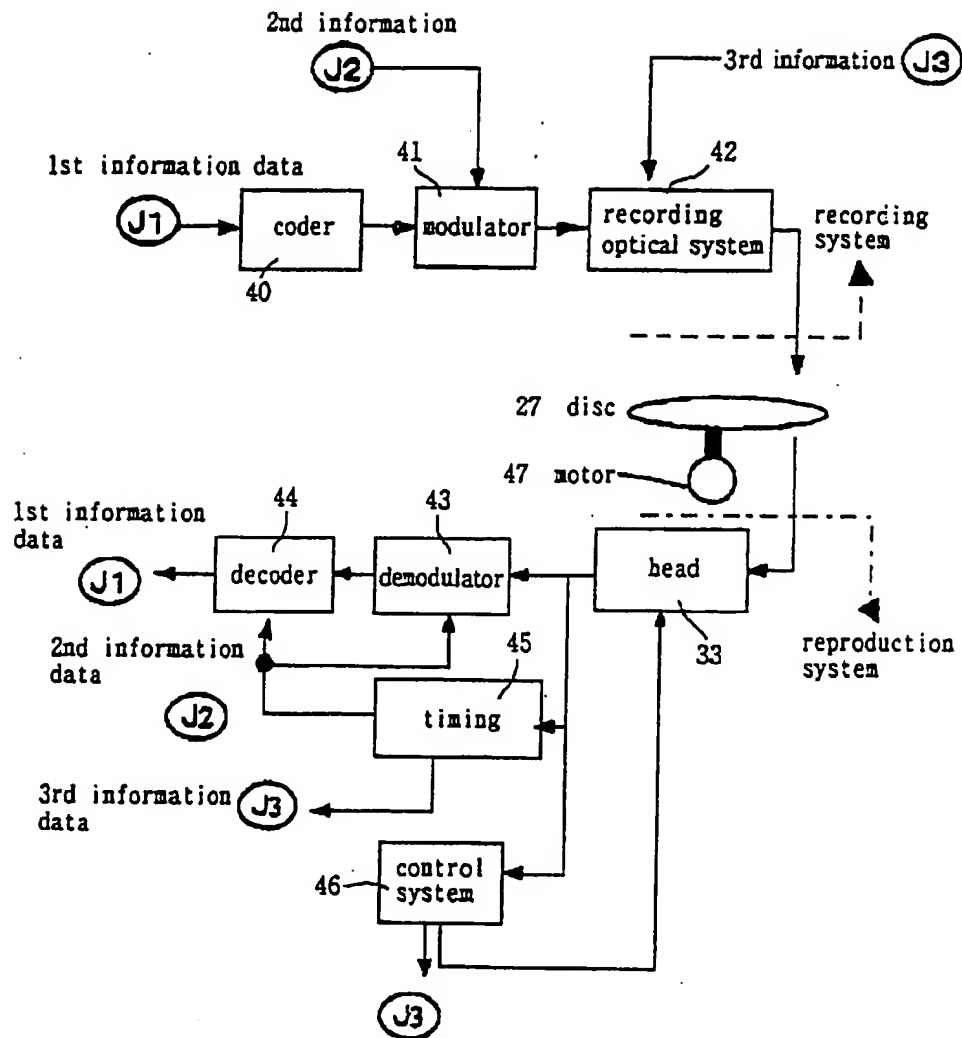 2nd information
J2
3rd information J3
1st information data
41
42
J1
coder
modulator
recording
optical system
recording
system
40
27 disc
47 motor
44
43
1st information
data
J1
decoder
demodulator
head
2nd information
data
45
33
reproduction
system
J2
timing
3rd information
data
J3
control
system
46
J3